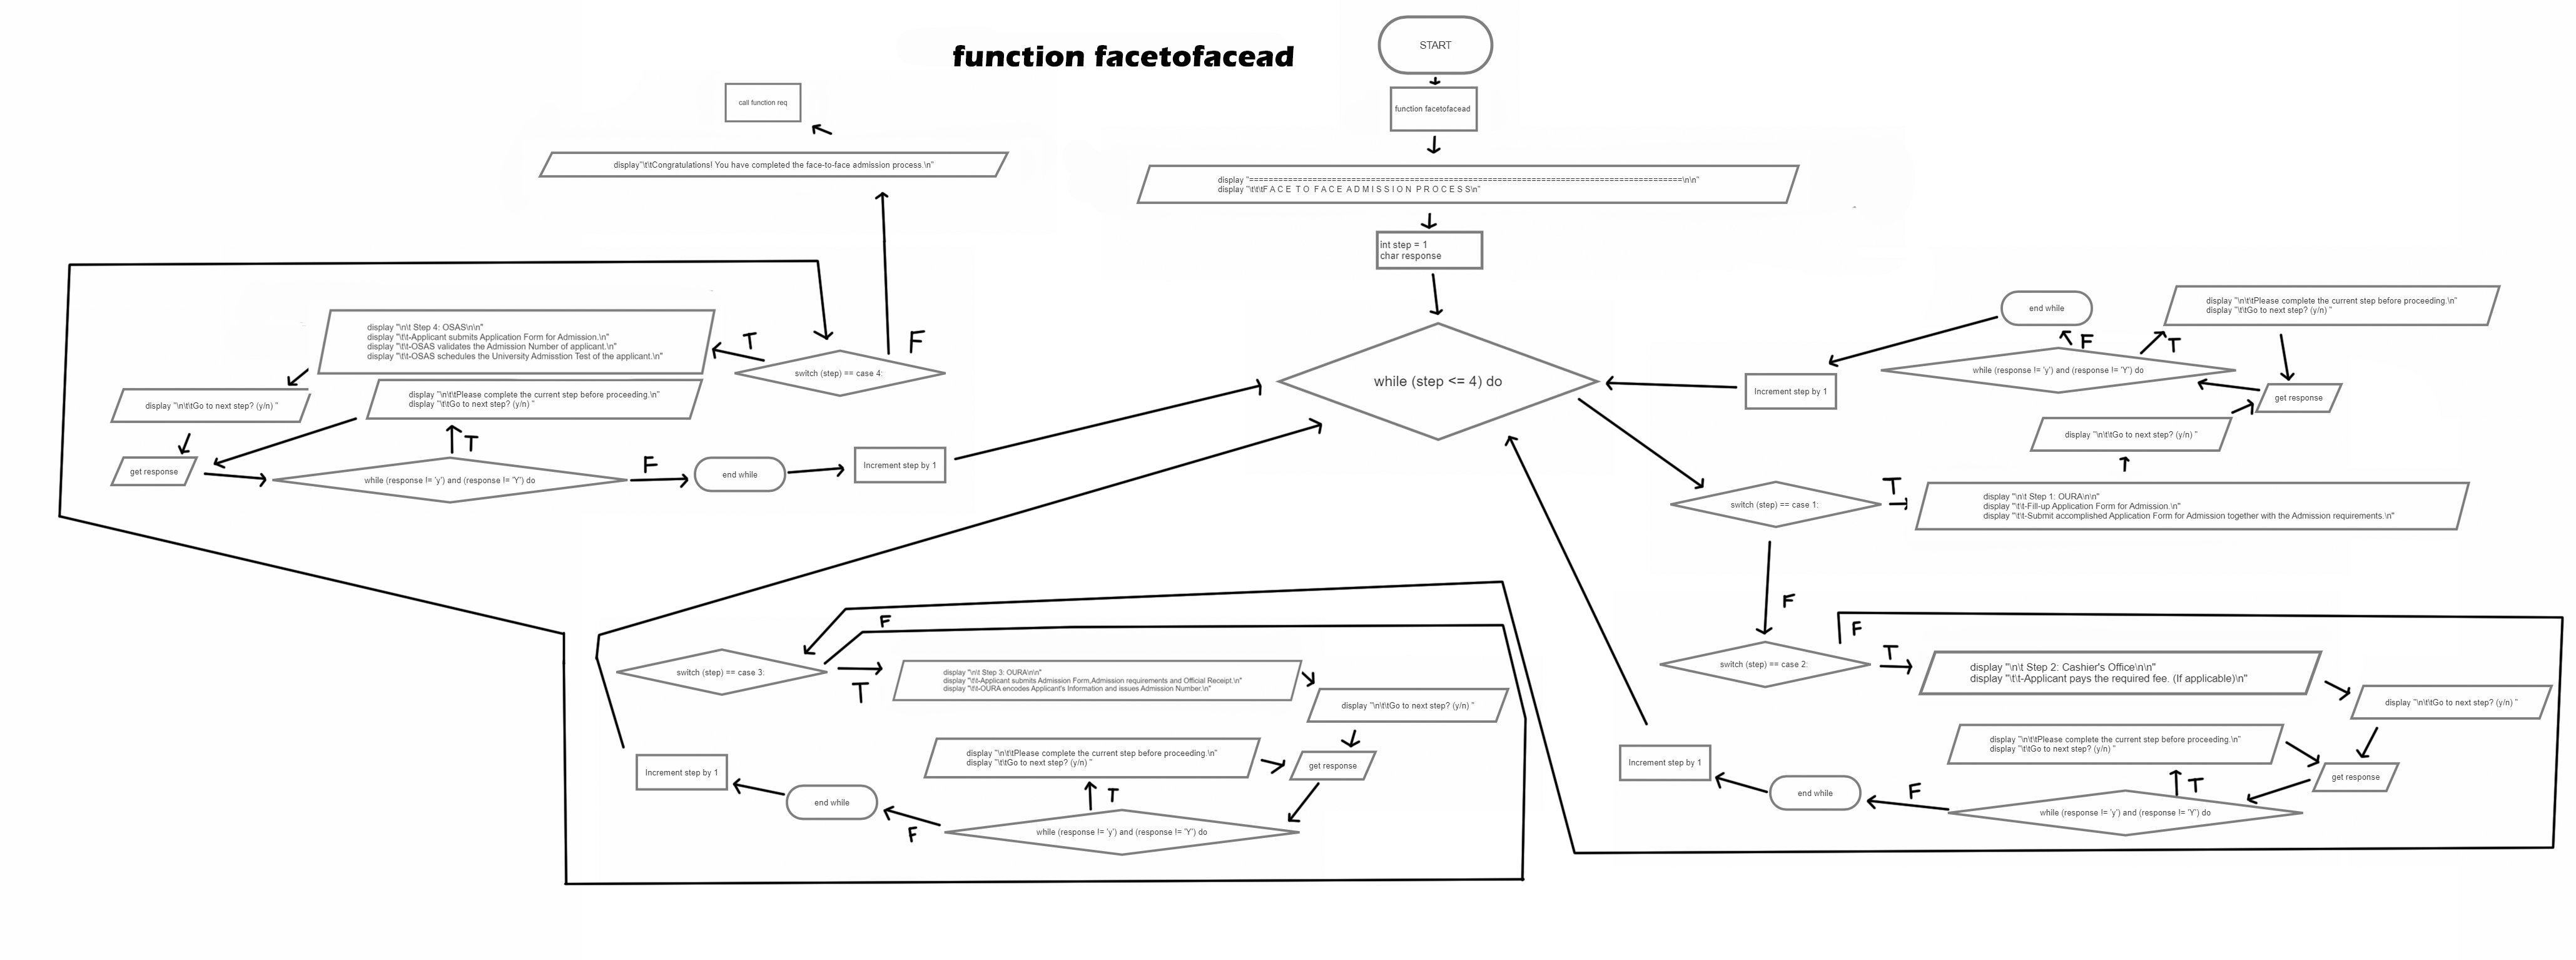 function facetofacead
START
function facetofacead
display "=====================================================================================\n\n"
display "\t\t\tF A C E  T O  F A C E  A D M I S S I O N  P R O C E S S\n"
int step = 1
char response
while (step <= 4) do
switch (step) == case 1:
T
display "\n\t Step 1: OURA\n\n"
display "\t\t-Fill-up Application Form for Admission.\n"
display "\t\t-Submit accomplished Application Form for Admission together with the Admission requirements.\n"
display "\n\t\tGo to next step? (y/n) "
get response
while (response != 'y') and (response != 'Y') do
T
display "\n\t\tPlease complete the current step before proceeding.\n"
display "\t\tGo to next step? (y/n) "
F
end while
Increment step by 1
F
switch (step) == case 2:
T
display "\n\t Step 2: Cashier's Office\n\n"
display "\t\t-Applicant pays the required fee. (If applicable)\n"
display "\n\t\tGo to next step? (y/n) "
get response
while (response != 'y') and (response != 'Y') do
T
display "\n\t\tPlease complete the current step before proceeding.\n"
display "\t\tGo to next step? (y/n) "
F
end while
Increment step by 1
F
switch (step) == case 3:
T
display "\n\t Step 3: OURA\n\n"
display "\t\t-Applicant submits Admission Form,Admission requirements and Official Receipt.\n"
display "\t\t-OURA encodes Applicant's Information and issues Admission Number.\n"
display "\n\t\tGo to next step? (y/n) "
get response
while (response != 'y') and (response != 'Y') do
T
display "\n\t\tPlease complete the current step before proceeding.\n"
display "\t\tGo to next step? (y/n) "
F
end while
Increment step by 1
F
switch (step) == case 4:
T
display "\n\t Step 4: OSAS\n\n"
display "\t\t-Applicant submits Application Form for Admission.\n"
display "\t\t-OSAS validates the Admission Number of applicant.\n"
display "\t\t-OSAS schedules the University Admisstion Test of the applicant.\n"
display "\n\t\tGo to next step? (y/n) "
get response
while (response != 'y') and (response != 'Y') do
T
display "\n\t\tPlease complete the current step before proceeding.\n"
display "\t\tGo to next step? (y/n) "
F
end while
Increment step by 1
F
display"\t\tCongratulations! You have completed the face-to-face admission process.\n"
call function req